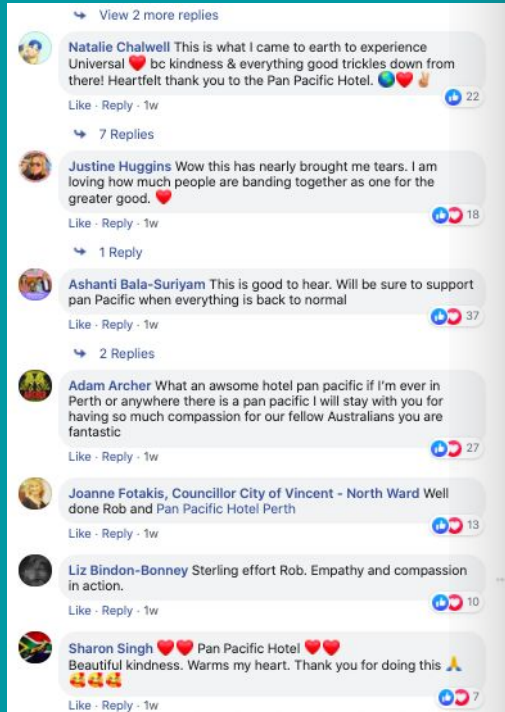 View 2 more replies
Natalie Chalwell This is what I came to earth to experience
Universal ❤️ bc kindness & everything good trickles down from
there! Heartfelt thank you to the Pan Pacific Hotel. 🌏❤️✌🏼
22
Like · Reply · 1w
7 Replies
Justine Huggins Wow this has nearly brought me tears. I am
loving how much people are banding together as one for the
greater good. ❤️
18
Like · Reply · 1w
1 Reply
Ashanti Bala-Suriyam This is good to hear. Will be sure to support
pan Pacific when everything is back to normal
37
Like · Reply · 1w
2 Replies
Adam Archer What an awsome hotel pan pacific if I'm ever in
Perth or anywhere there is a pan pacific I will stay with you for
having so much compassion for our fellow Australians you are
fantastic
27
Like · Reply · 1w
Joanne Fotakis, Councillor City of Vincent - North Ward Well
done Rob and Pan Pacific Hotel Perth
13
Like · Reply · 1w
Liz Bindon-Bonney Sterling effort Rob. Empathy and compassion
in action.
10
Like · Reply · 1w
Sharon Singh ❤️❤️ Pan Pacific Hotel ❤️❤️
Beautiful kindness. Warms my heart. Thank you for doing this 🙏
🥰🥰🥰
7
Like · Reply · 1w